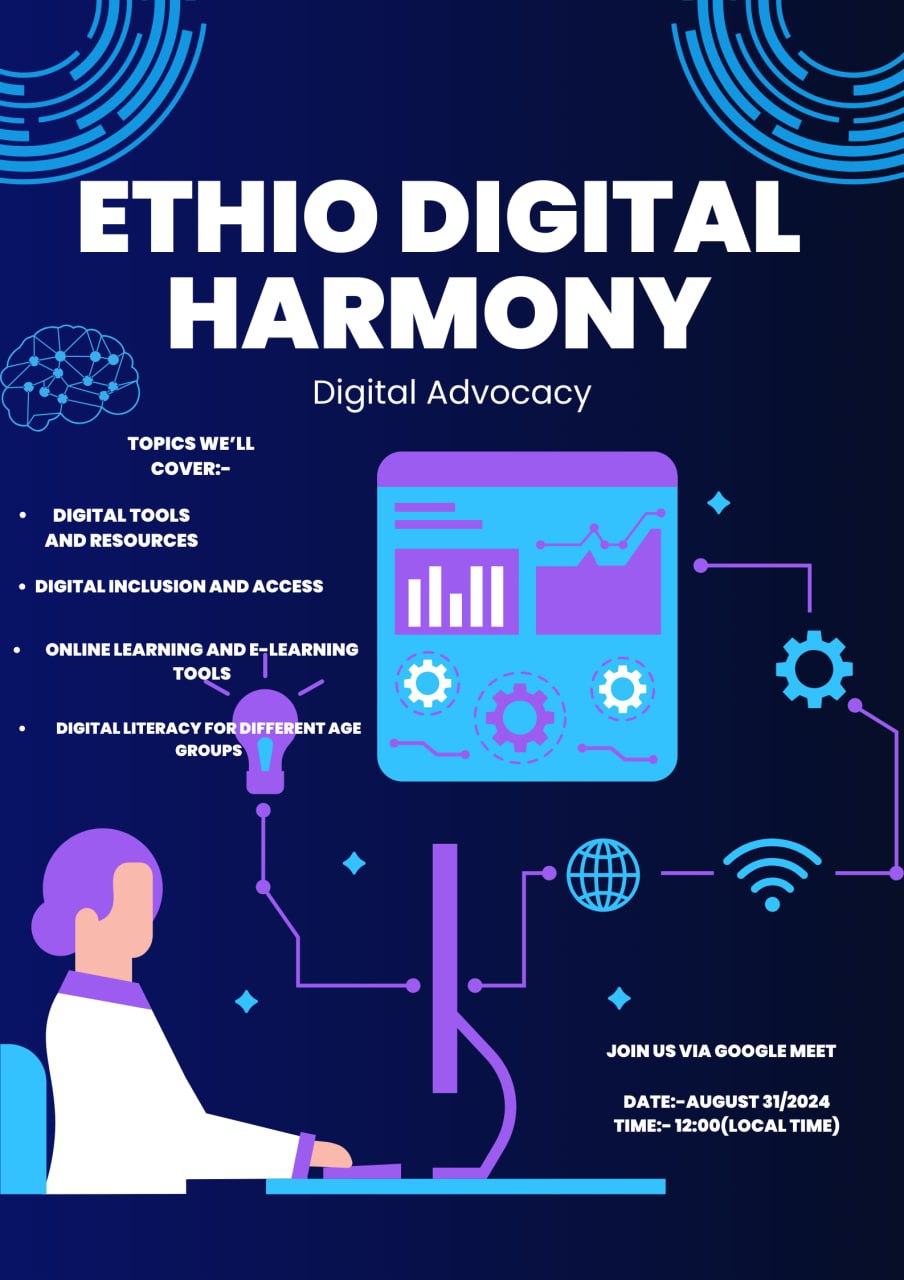 ETHIO DIGITAL
HARMONY
Digital Advocacy
TOPICS WE’LL
COVER:-
• DIGITAL TOOLS
AND RESOURCES
• DIGITAL INCLUSION AND ACCESS
• ONLINE LEARNING AND E-LEARNING
TOOLS
• DIGITAL LITERACY FOR DIFFERENT AGE
GROUPS
JOIN US VIA GOOGLE MEET
DATE:-AUGUST 31/2024
TIME:- 12:00(LOCAL TIME)